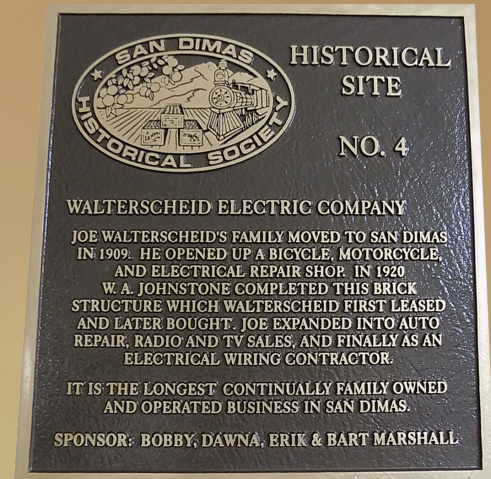 SAN DIMAS
HISTORICAL SOCIETY
HISTORICAL
SITE
NO. 4
WALTERSCHEID ELECTRIC COMPANY
JOE WALTERSCHEID'S FAMILY MOVED TO SAN DIMAS
IN 1909. HE OPENED UP A BICYCLE, MOTORCYCLE,
AND ELECTRICAL REPAIR SHOP. IN 1920
W. A. JOHNSTONE COMPLETED THIS BRICK
STRUCTURE WHICH WALTERSCHEID FIRST LEASED
AND LATER BOUGHT. JOE EXPANDED INTO AUTO
REPAIR, RADIO AND TV SALES, AND FINALLY AS AN
ELECTRICAL WIRING CONTRACTOR.
IT IS THE LONGEST CONTINUALLY FAMILY OWNED
AND OPERATED BUSINESS IN SAN DIMAS.
SPONSOR: BOBBY, DAWNA, ERIK & BART MARSHALL